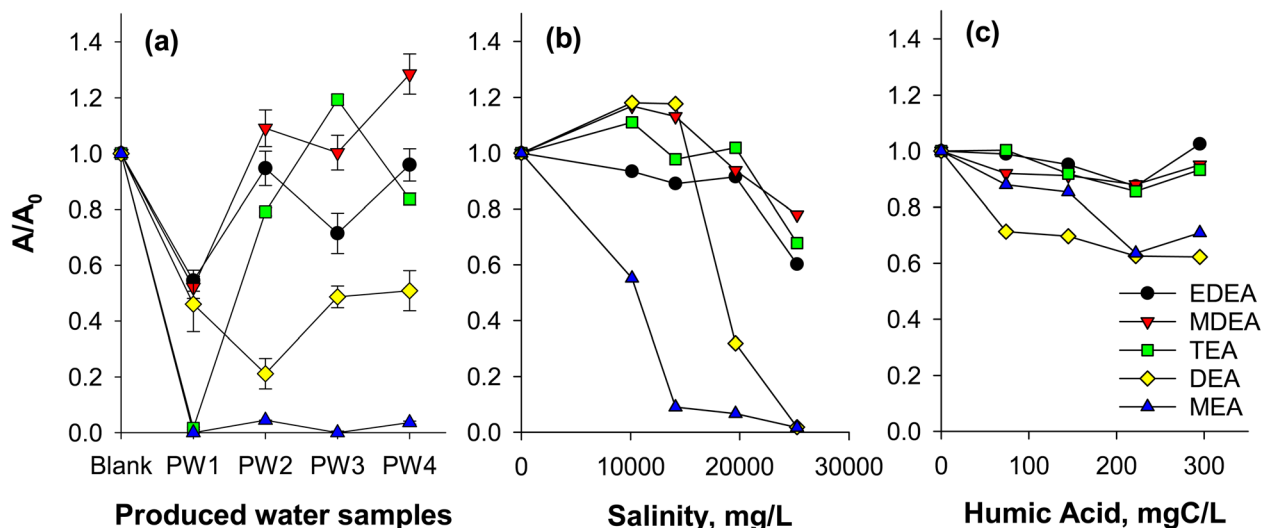 (a)
1.4
1.2
1.0
0.8
0.6
0.4
0.2
0.0
A/A0
Blank PW1 PW2 PW3 PW4
Produced water samples
(b)
1.4
1.2
1.0
0.8
0.6
0.4
0.2
0.0
0 10000 20000 30000
Salinity, mg/L
(c)
1.4
1.2
1.0
0.8
0.6
0.4
0.2
0.0
EDEA
MDEA
TEA
DEA
MEA
0 100 200 300
Humic Acid, mgC/L